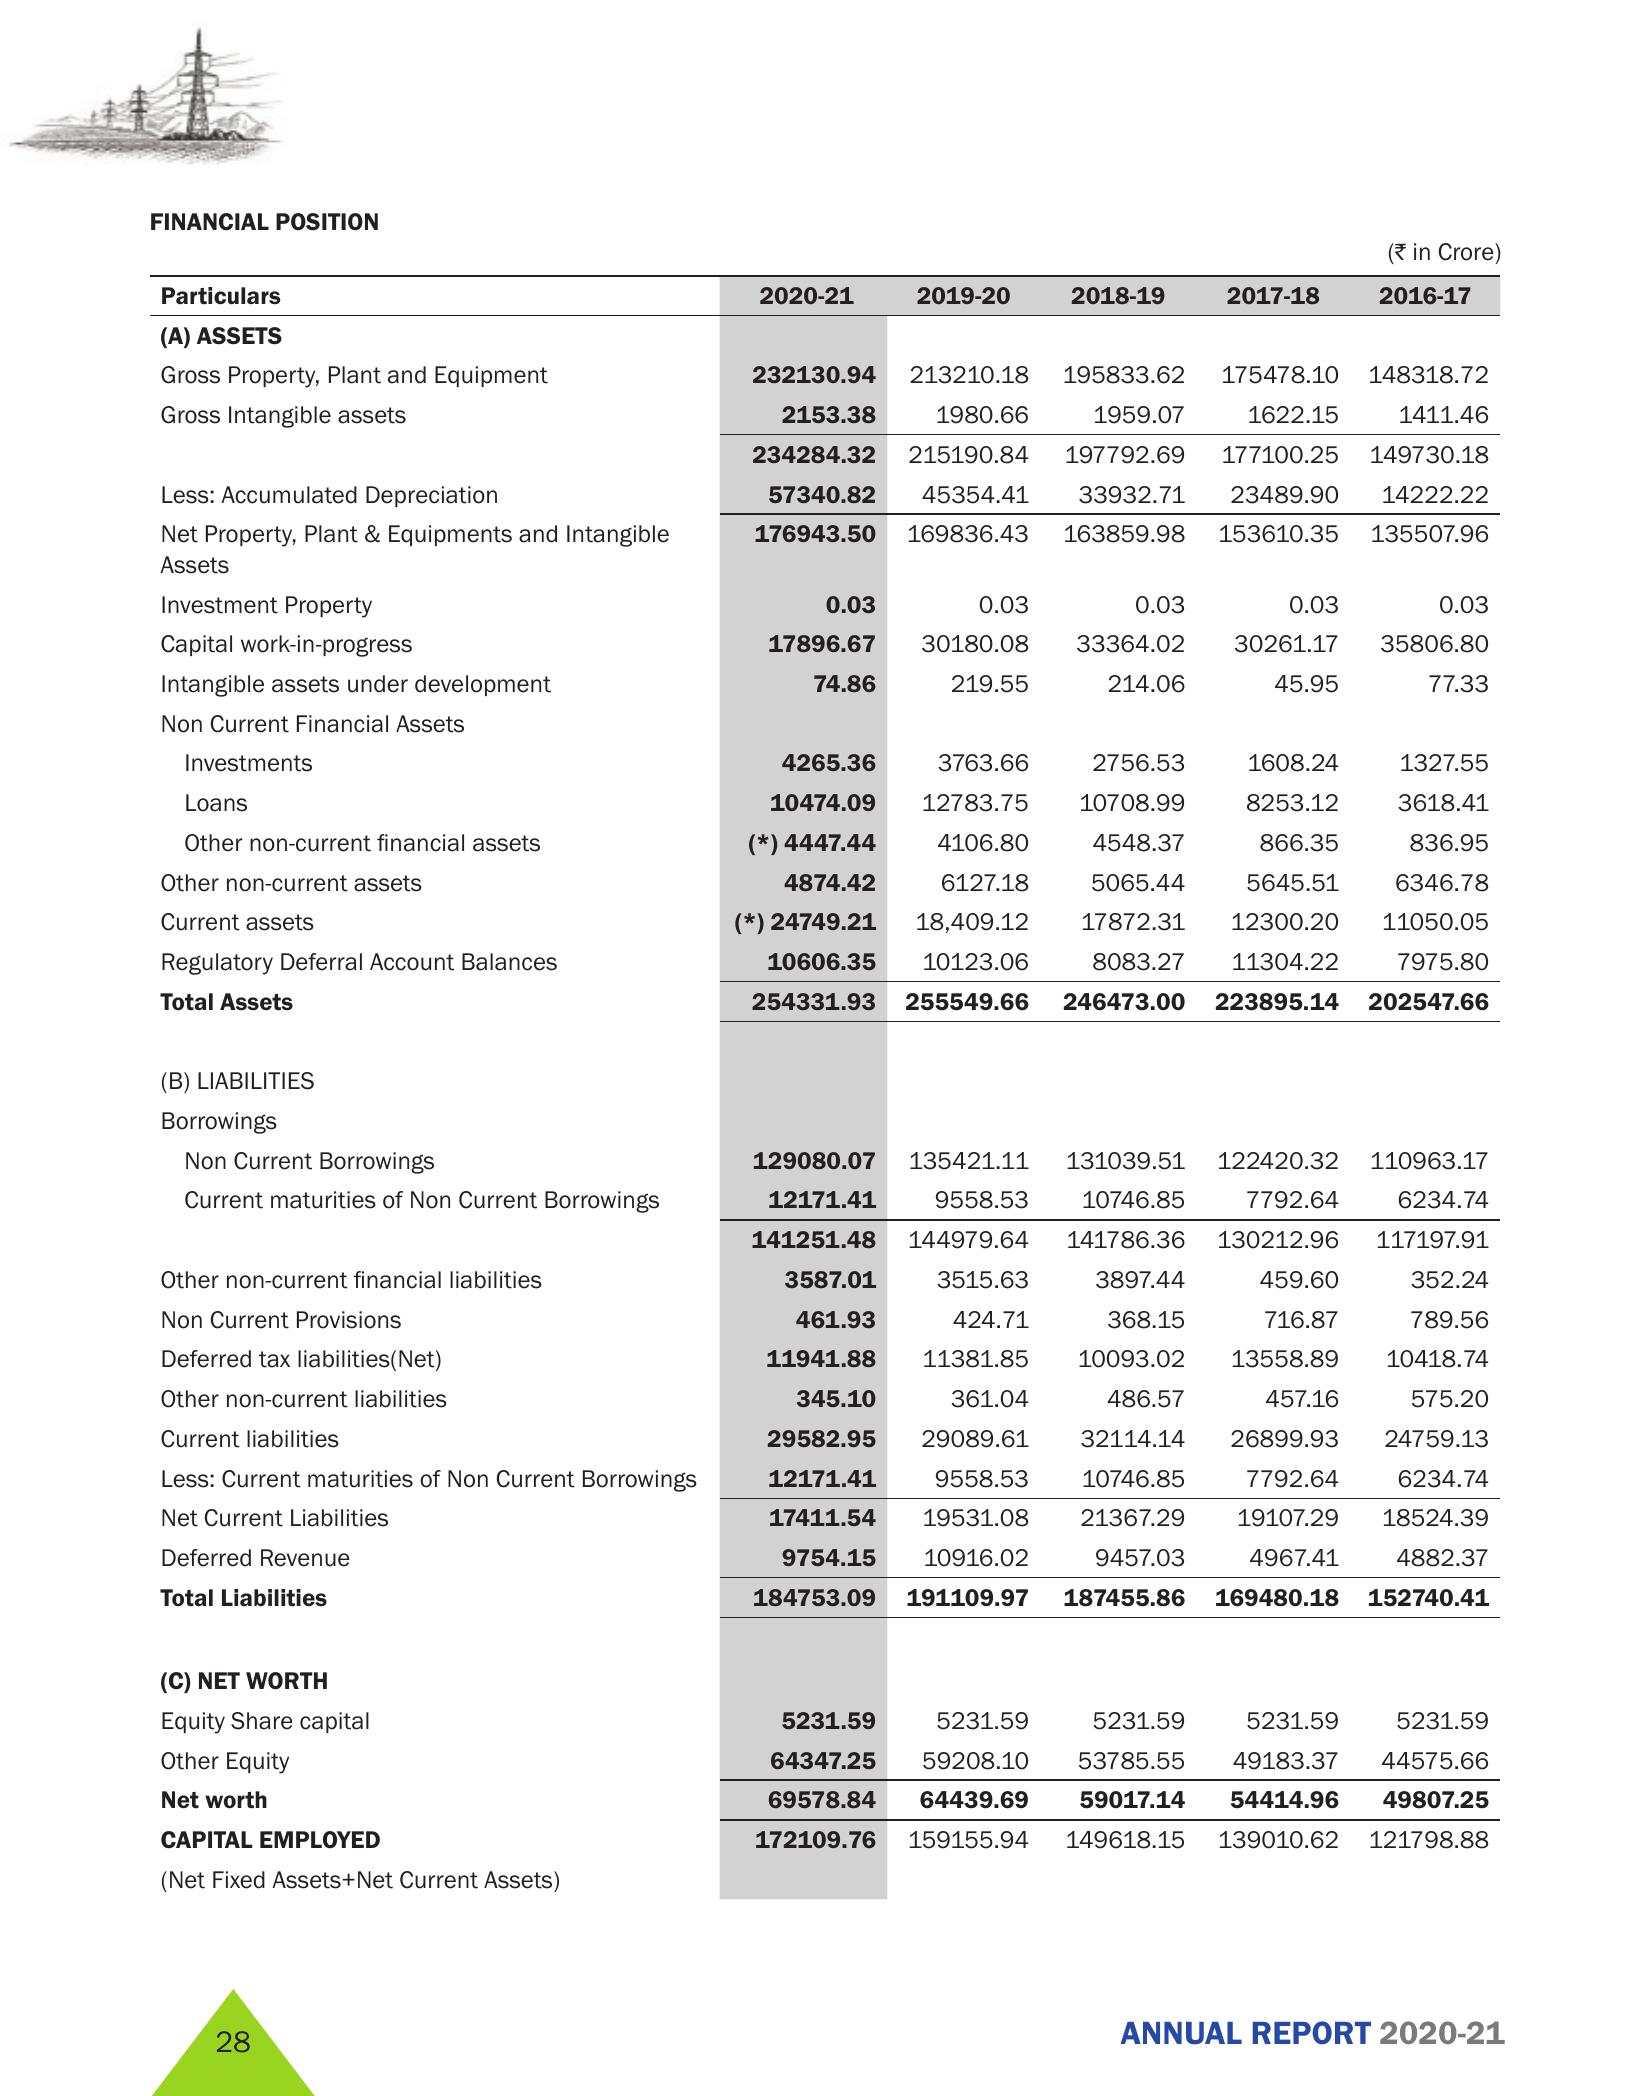 FINANCIAL POSITION
(₹ in Crore)
Particulars 2020-21 2019-20 2018-19 2017-18 2016-17
(A) ASSETS
Gross Property, Plant and Equipment 232130.94 213210.18 195833.62 175478.10 148318.72
Gross Intangible assets 2153.38 1980.66 1959.07 1622.15 1411.46
234284.32 215190.84 197792.69 177100.25 149730.18
Less: Accumulated Depreciation 57340.82 45354.41 33932.71 23489.90 14222.22
Net Property, Plant & Equipments and Intangible 176943.50 169836.43 163859.98 153610.35 135507.96
Assets
Investment Property 0.03 0.03 0.03 0.03 0.03
Capital work-in-progress 17896.67 30180.08 33364.02 30261.17 35806.80
Intangible assets under development 74.86 219.55 214.06 45.95 77.33
Non Current Financial Assets
Investments 4265.36 3763.66 2756.53 1608.24 1327.55
Loans 10474.09 12783.75 10708.99 8253.12 3618.41
Other non-current financial assets (*) 4447.44 4106.80 4548.37 866.35 836.95
Other non-current assets 4874.42 6127.18 5065.44 5645.51 6346.78
Current assets (*) 24749.21 18,409.12 17872.31 12300.20 11050.05
Regulatory Deferral Account Balances 10606.35 10123.06 8083.27 11304.22 7975.80
Total Assets 254331.93 255549.66 246473.00 223895.14 202547.66
(B) LIABILITIES
Borrowings
Non Current Borrowings 129080.07 135421.11 131039.51 122420.32 110963.17
Current maturities of Non Current Borrowings 12171.41 9558.53 10746.85 7792.64 6234.74
141251.48 144979.64 141786.36 130212.96 117197.91
Other non-current financial liabilities 3587.01 3515.63 3897.44 459.60 352.24
Non Current Provisions 461.93 424.71 368.15 716.87 789.56
Deferred tax liabilities(Net) 11941.88 11381.85 10093.02 13558.89 10418.74
Other non-current liabilities 345.10 361.04 486.57 457.16 575.20
Current liabilities 29582.95 29089.61 32114.14 26899.93 24759.13
Less: Current maturities of Non Current Borrowings 12171.41 9558.53 10746.85 7792.64 6234.74
Net Current Liabilities 17411.54 19531.08 21367.29 19107.29 18524.39
Deferred Revenue 9754.15 10916.02 9457.03 4967.41 4882.37
Total Liabilities 184753.09 191109.97 187455.86 169480.18 152740.41
(C) NET WORTH
Equity Share capital 5231.59 5231.59 5231.59 5231.59 5231.59
Other Equity 64347.25 59208.10 53785.55 49183.37 44575.66
Net worth 69578.84 64439.69 59017.14 54414.96 49807.25
CAPITAL EMPLOYED 172109.76 159155.94 149618.15 139010.62 121798.88
(Net Fixed Assets+Net Current Assets)
28
ANNUAL REPORT 2020-21